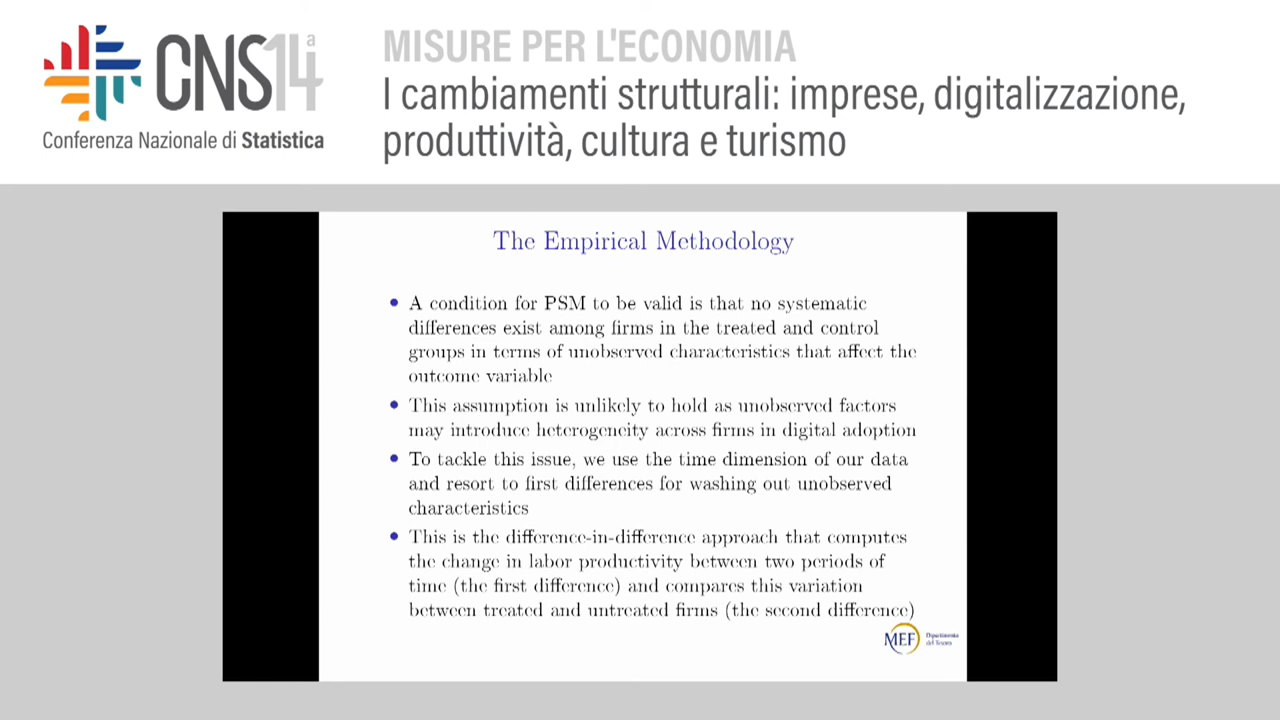 CNS14a
Conferenza Nazionale di Statistica
MISURE PER L'ECONOMIA
I cambiamenti strutturali: imprese, digitalizzazione,
produttività, cultura e turismo
The Empirical Methodology
• A condition for PSM to be valid is that no systematic
differences exist among firms in the treated and control
groups in terms of unobserved characteristics that affect the
outcome variable
• This assumption is unlikely to hold as unobserved factors
may introduce heterogeneity across firms in digital adoption
• To tackle this issue, we use the time dimension of our data
and resort to first differences for washing out unobserved
characteristics
• This is the difference-in-difference approach that computes
the change in labor productivity between two periods of
time (the first difference) and compares this variation
between treated and untreated firms (the second difference)
MEF
Dipartimento
del Tesoro